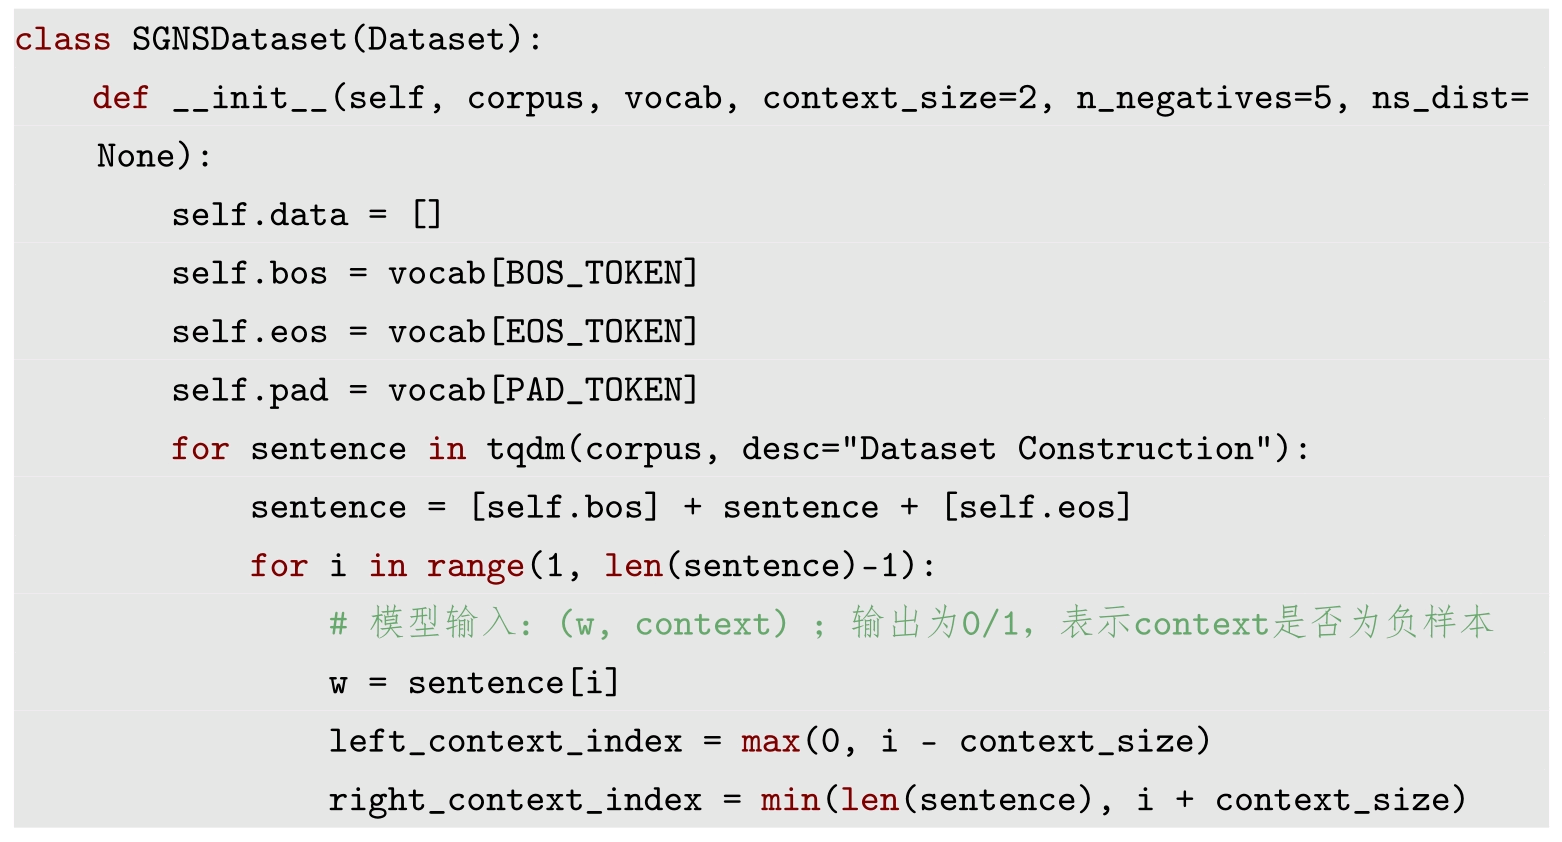 class SGNSDataset(Dataset):
    def __init__(self, corpus, vocab, context_size=2, n_negatives=5, ns_dist=
    None):
        self.data = []
        self.bos = vocab[BOS_TOKEN]
        self.eos = vocab[EOS_TOKEN]
        self.pad = vocab[PAD_TOKEN]
        for sentence in tqdm(corpus, desc="Dataset Construction"):
            sentence = [self.bos] + sentence + [self.eos]
            for i in range(1, len(sentence)-1):
                # 模型输入：(w, context) ；输出为0/1，表示context是否为负样本
                w = sentence[i]
                left_context_index = max(0, i - context_size)
                right_context_index = min(len(sentence), i + context_size)